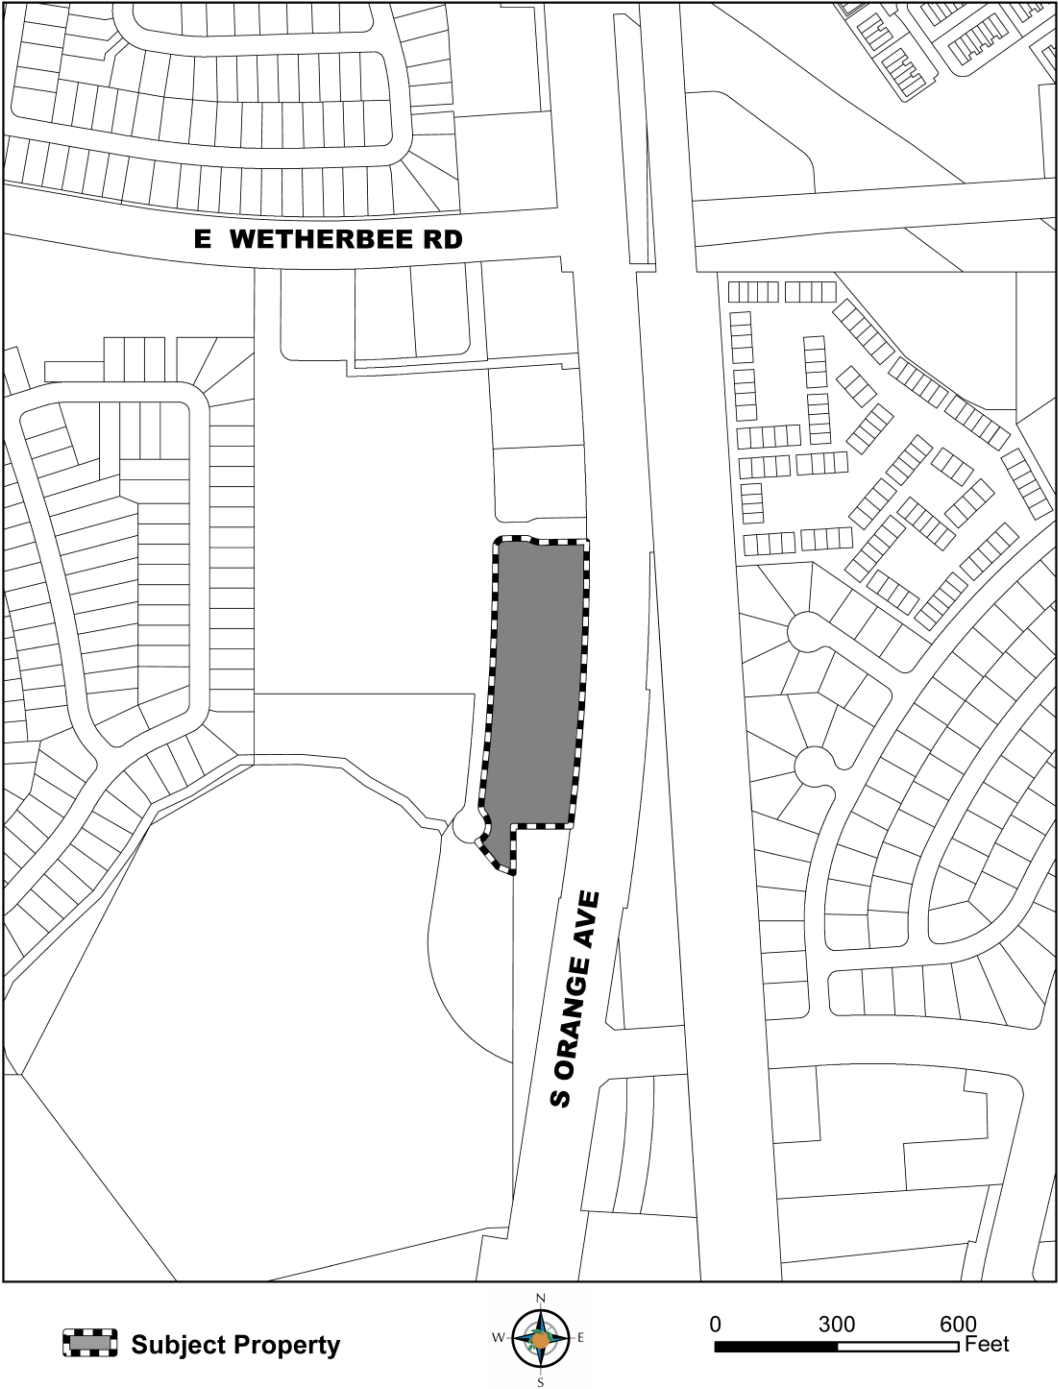 E WETHERBEE RD
S ORANGE AVE
Subject Property
N
W E
S
0 300 600
Feet